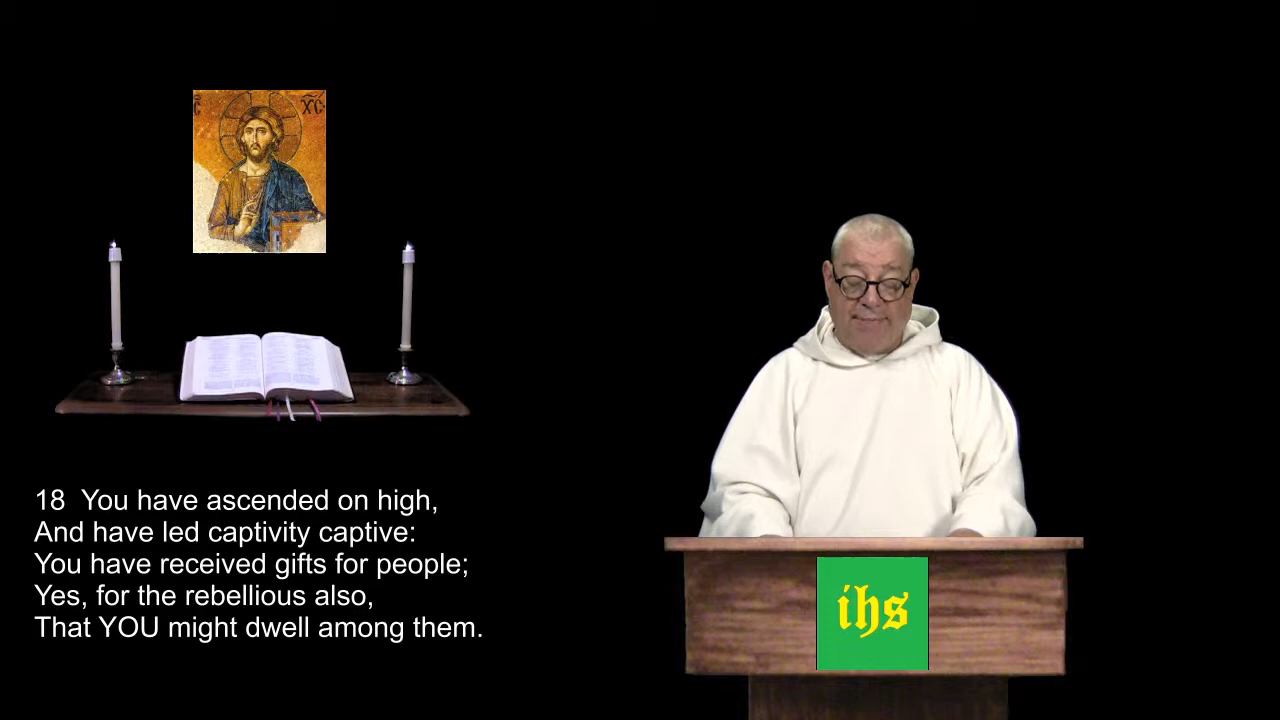 XC
18 You have ascended on high,
And have led captivity captive:
You have received gifts for people;
Yes, for the rebellious also,
That YOU might dwell among them.
ihs